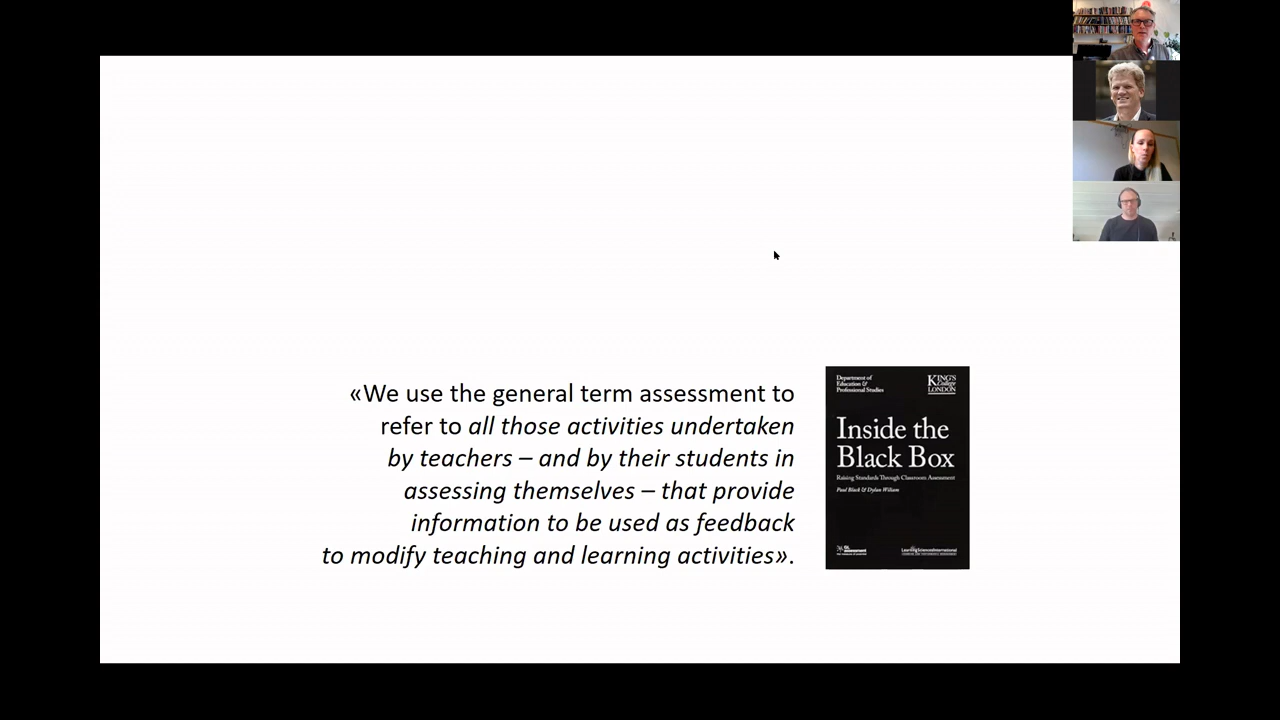 «We use the general term assessment to
refer to all those activities undertaken
by teachers – and by their students in
assessing themselves – that provide
information to be used as feedback
to modify teaching and learning activities».
Department of
Education &
Professional Studies
KING'S
College
LONDON
Inside the
Black Box
Raising Standards Through Classroom Assessment
Paul Black & Dylan Wiliam
GL
assessment
LearningSciencesInternational